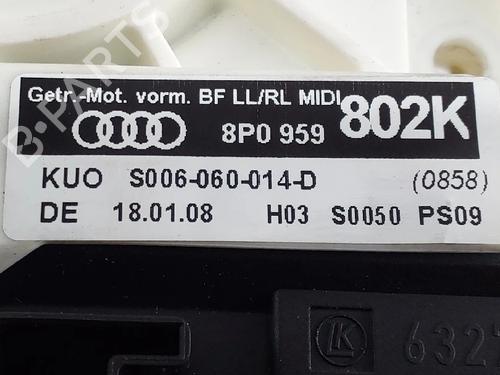 Getr.-Mot. vorm. BF LL/RL MIDI
8P0 959 802K
KUO S006-060-014-D (0858)
DE 18.01.08 H03 S0050 PS09
LK 632
B-PARTS